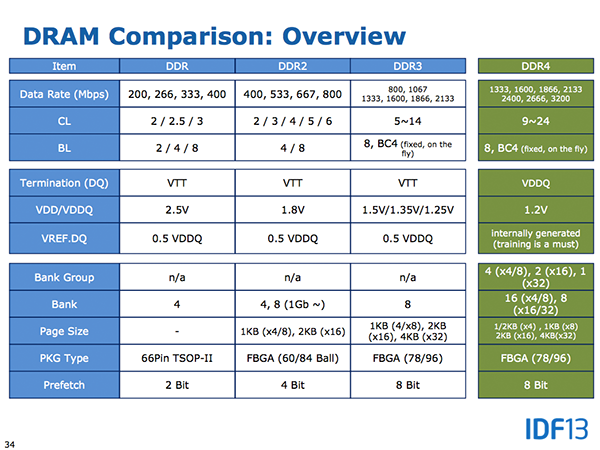 DRAM Comparison: Overview
Item DDR DDR2 DDR3 DDR4
Data Rate (Mbps) 200, 266, 333, 400 400, 533, 667, 800 800, 1067 1333, 1600, 1866, 2133 1333, 1600, 1866, 2133 2400, 2666, 3200
CL 2 / 2.5 / 3 2 / 3 / 4 / 5 / 6 5~14 9~24
BL 2 / 4 / 8 4 / 8 8, BC4 (fixed, on the fly) 8, BC4 (fixed, on the fly)
Termination (DQ) VTT VTT VTT VDDQ
VDD/VDDQ 2.5V 1.8V 1.5V/1.35V/1.25V 1.2V
VREF.DQ 0.5 VDDQ 0.5 VDDQ 0.5 VDDQ internally generated (training is a must)
Bank Group n/a n/a n/a 4 (x4/8), 2 (x16), 1 (x32)
Bank 4 4, 8 (1Gb ~) 8 16 (x4/8), 8 (x16/32)
Page Size - 1KB (x4/8), 2KB (x16) 1KB (4/x8), 2KB (x16), 4KB (x32) 1/2KB (x4) , 1KB (x8) 2KB (x16), 4KB(x32)
PKG Type 66Pin TSOP-II FBGA (60/84 Ball) FBGA (78/96) FBGA (78/96)
Prefetch 2 Bit 4 Bit 8 Bit 8 Bit
34
IDF13